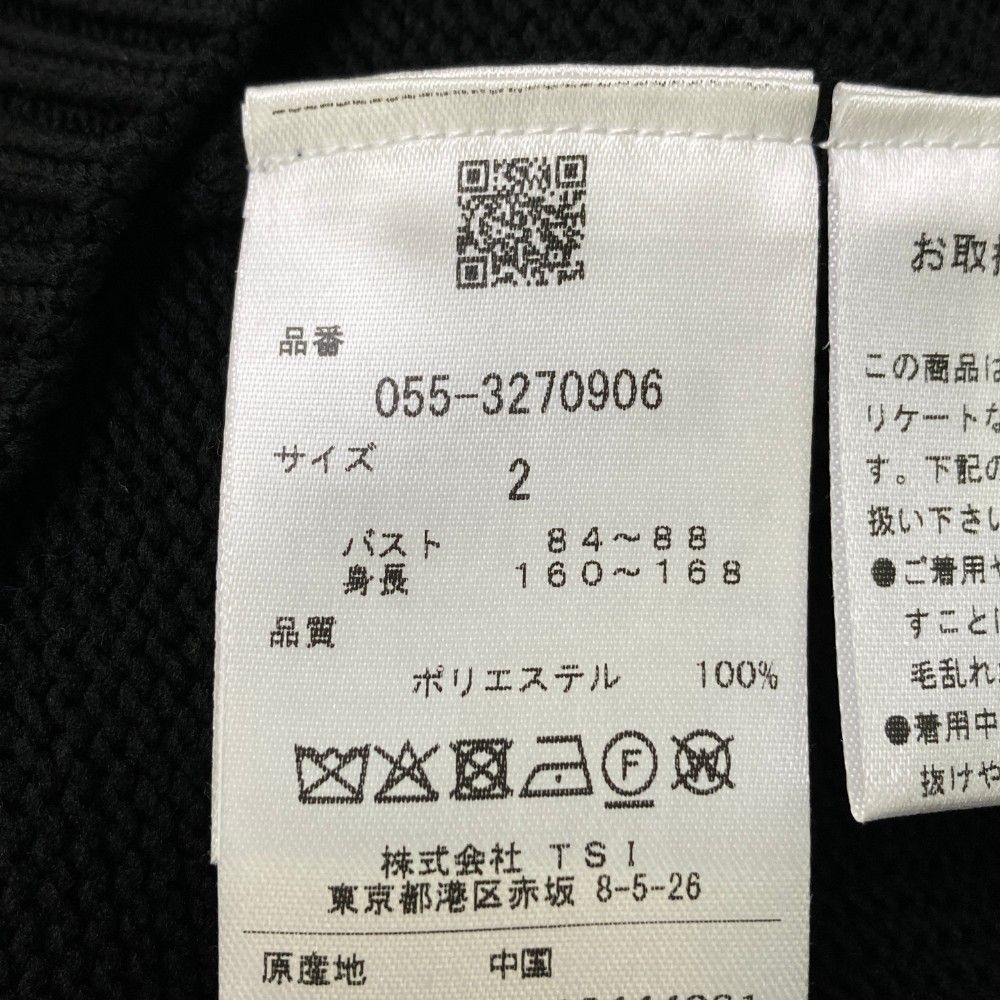 品番
055-3270906
サイズ
2
バスト 84～88
身長 160～168
品質
ポリエステル 100%
F
W
株式会社 TSI
東京都港区赤坂 8-5-26
原産地 中国
お取
この商品は
リケートな
す。下記の
扱い下さい
●ご着用や
すことは
毛乱れ
●着用中
抜けや